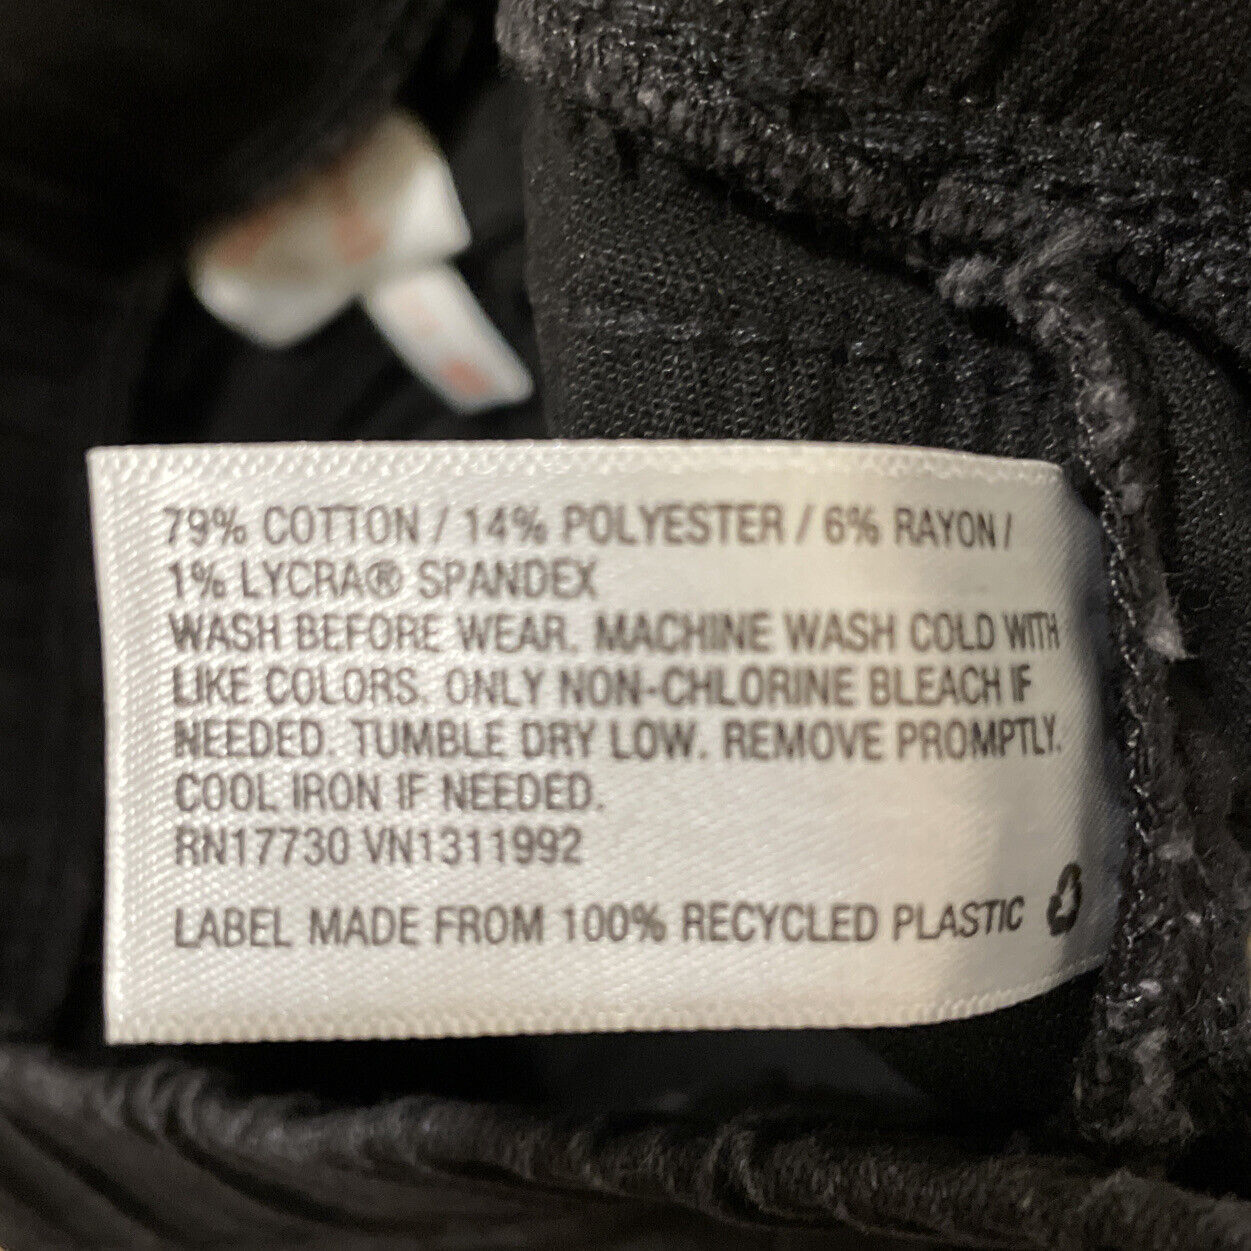 79% COTTON / 14% POLYESTER / 6% RAYON /
1% LYCRA® SPANDEX
WASH BEFORE WEAR. MACHINE WASH COLD WITH
LIKE COLORS. ONLY NON-CHLORINE BLEACH IF
NEEDED. TUMBLE DRY LOW. REMOVE PROMPTLY.
COOL IRON IF NEEDED.
RN17730 VN1311992
LABEL MADE FROM 100% RECYCLED PLASTIC